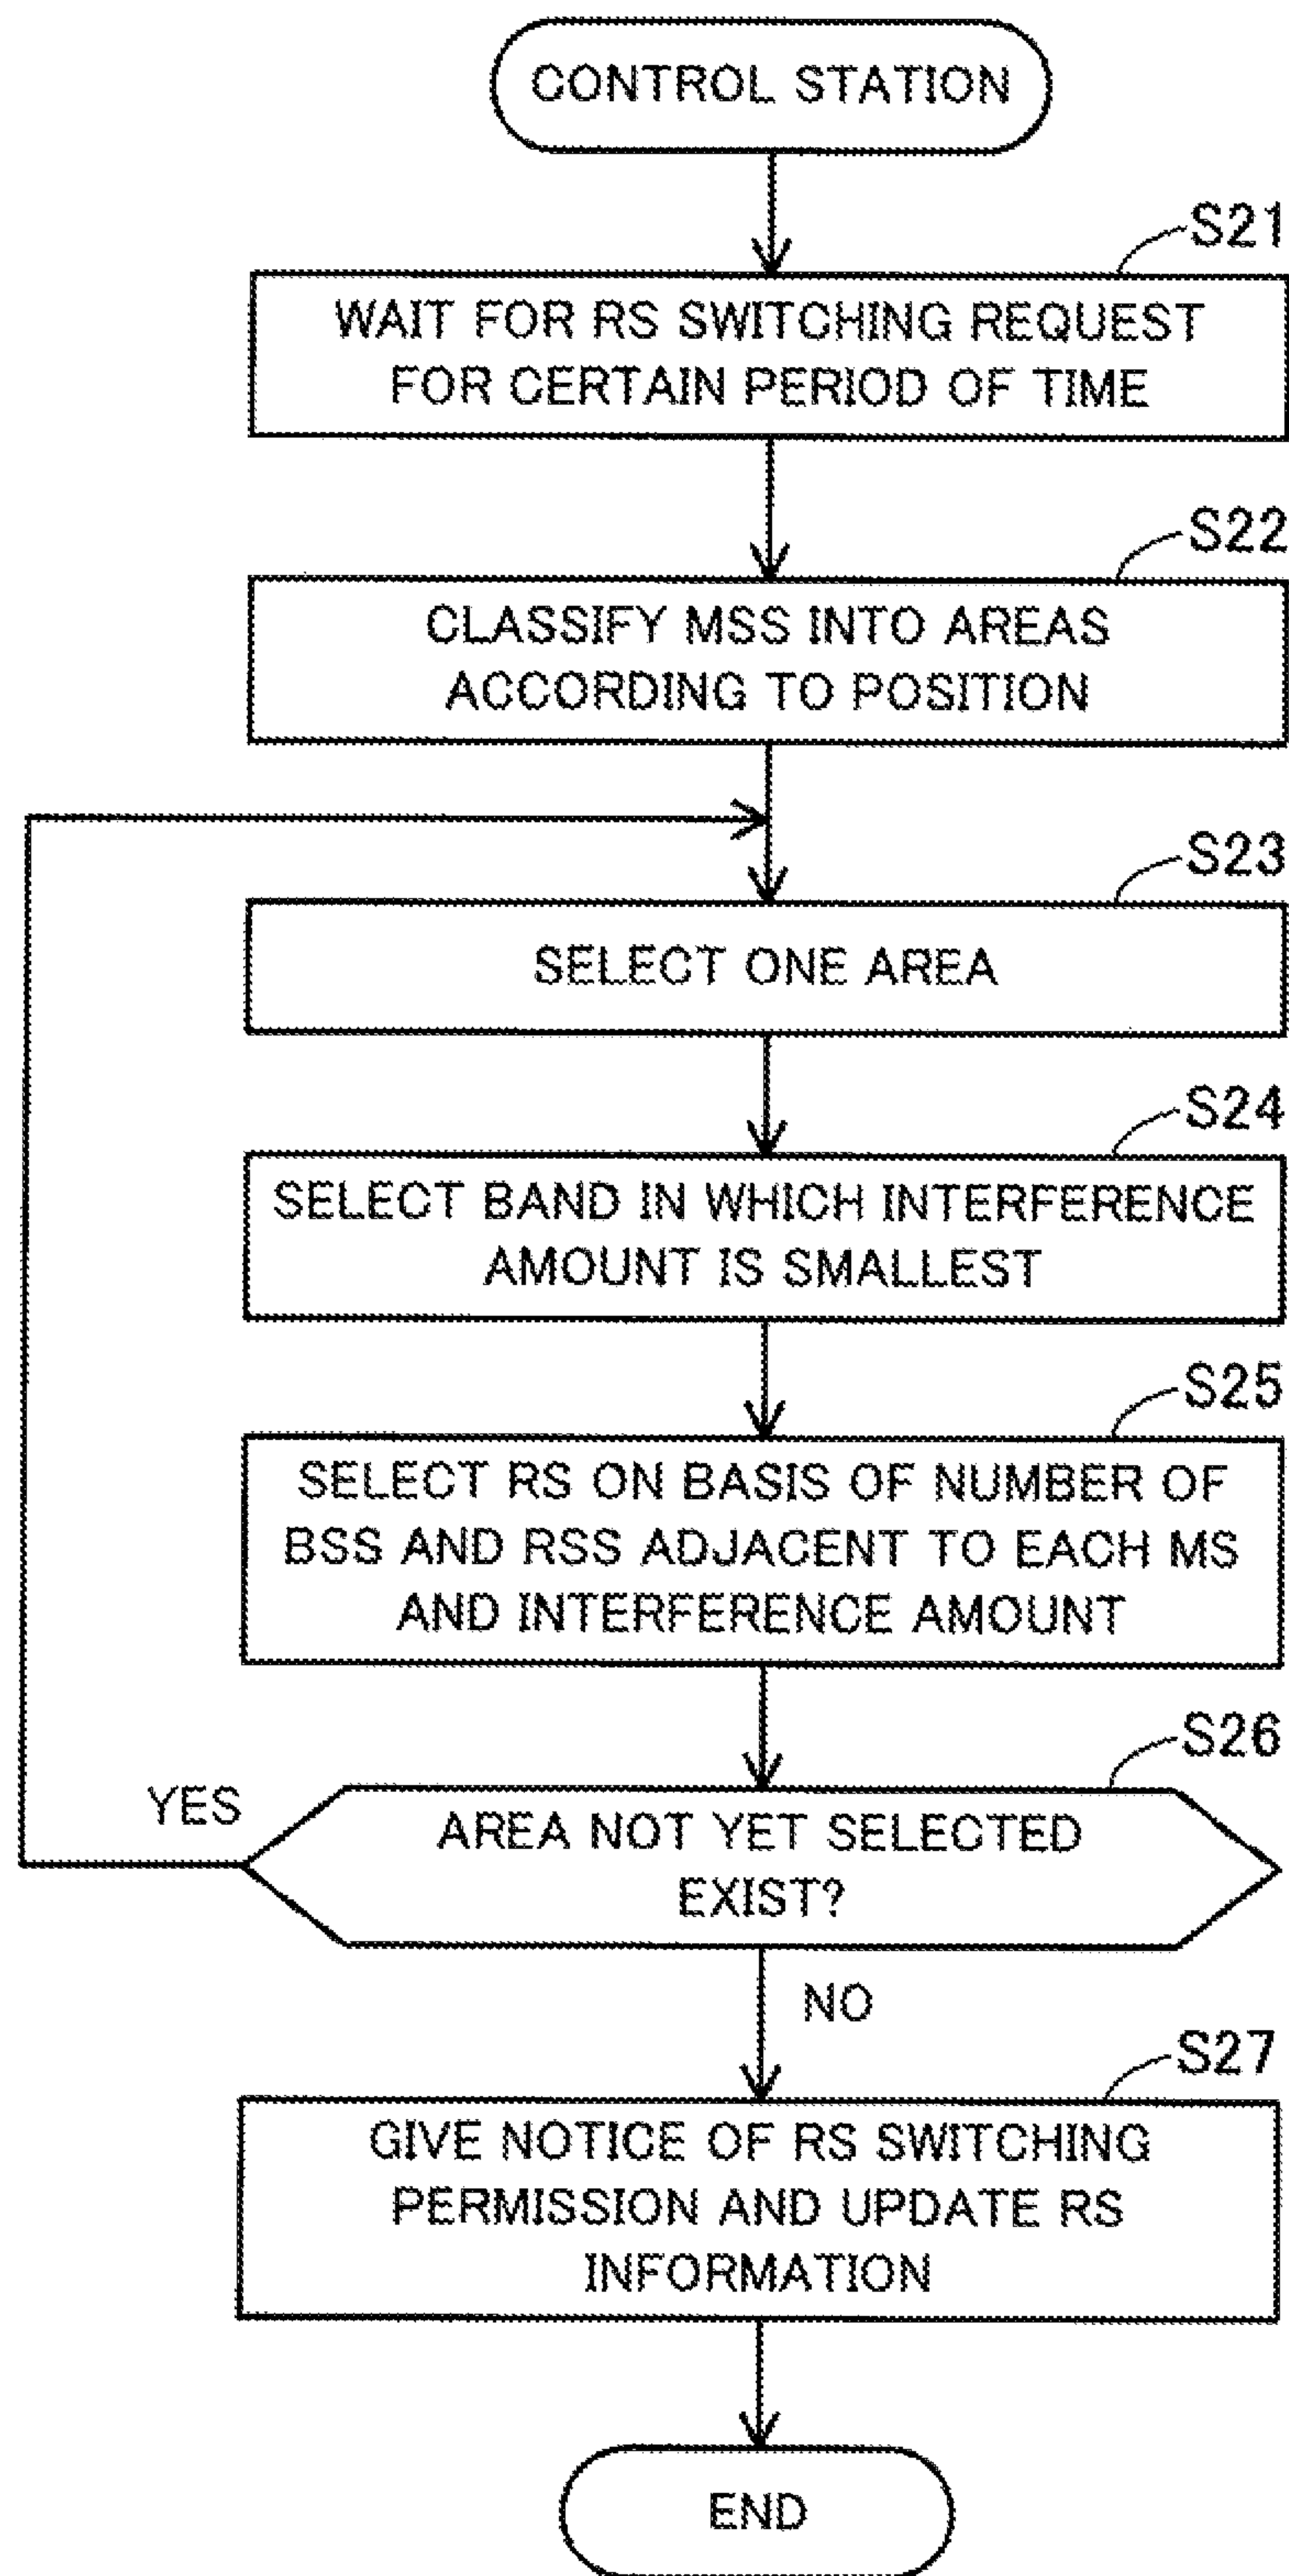 CONTROL STATION
S21
WAIT FOR RS SWITCHING REQUEST
FOR CERTAIN PERIOD OF TIME
S22
CLASSIFY MSS INTO AREAS
ACCORDING TO POSITION
S23
SELECT ONE AREA
S24
SELECT BAND IN WHICH INTERFERENCE
AMOUNT IS SMALLEST
S25
SELECT RS ON BASIS OF NUMBER OF
BSS AND RSS ADJACENT TO EACH MS
AND INTERFERENCE AMOUNT
S26
YES
AREA NOT YET SELECTED
EXIST?
NO
S27
GIVE NOTICE OF RS SWITCHING
PERMISSION AND UPDATE RS
INFORMATION
END